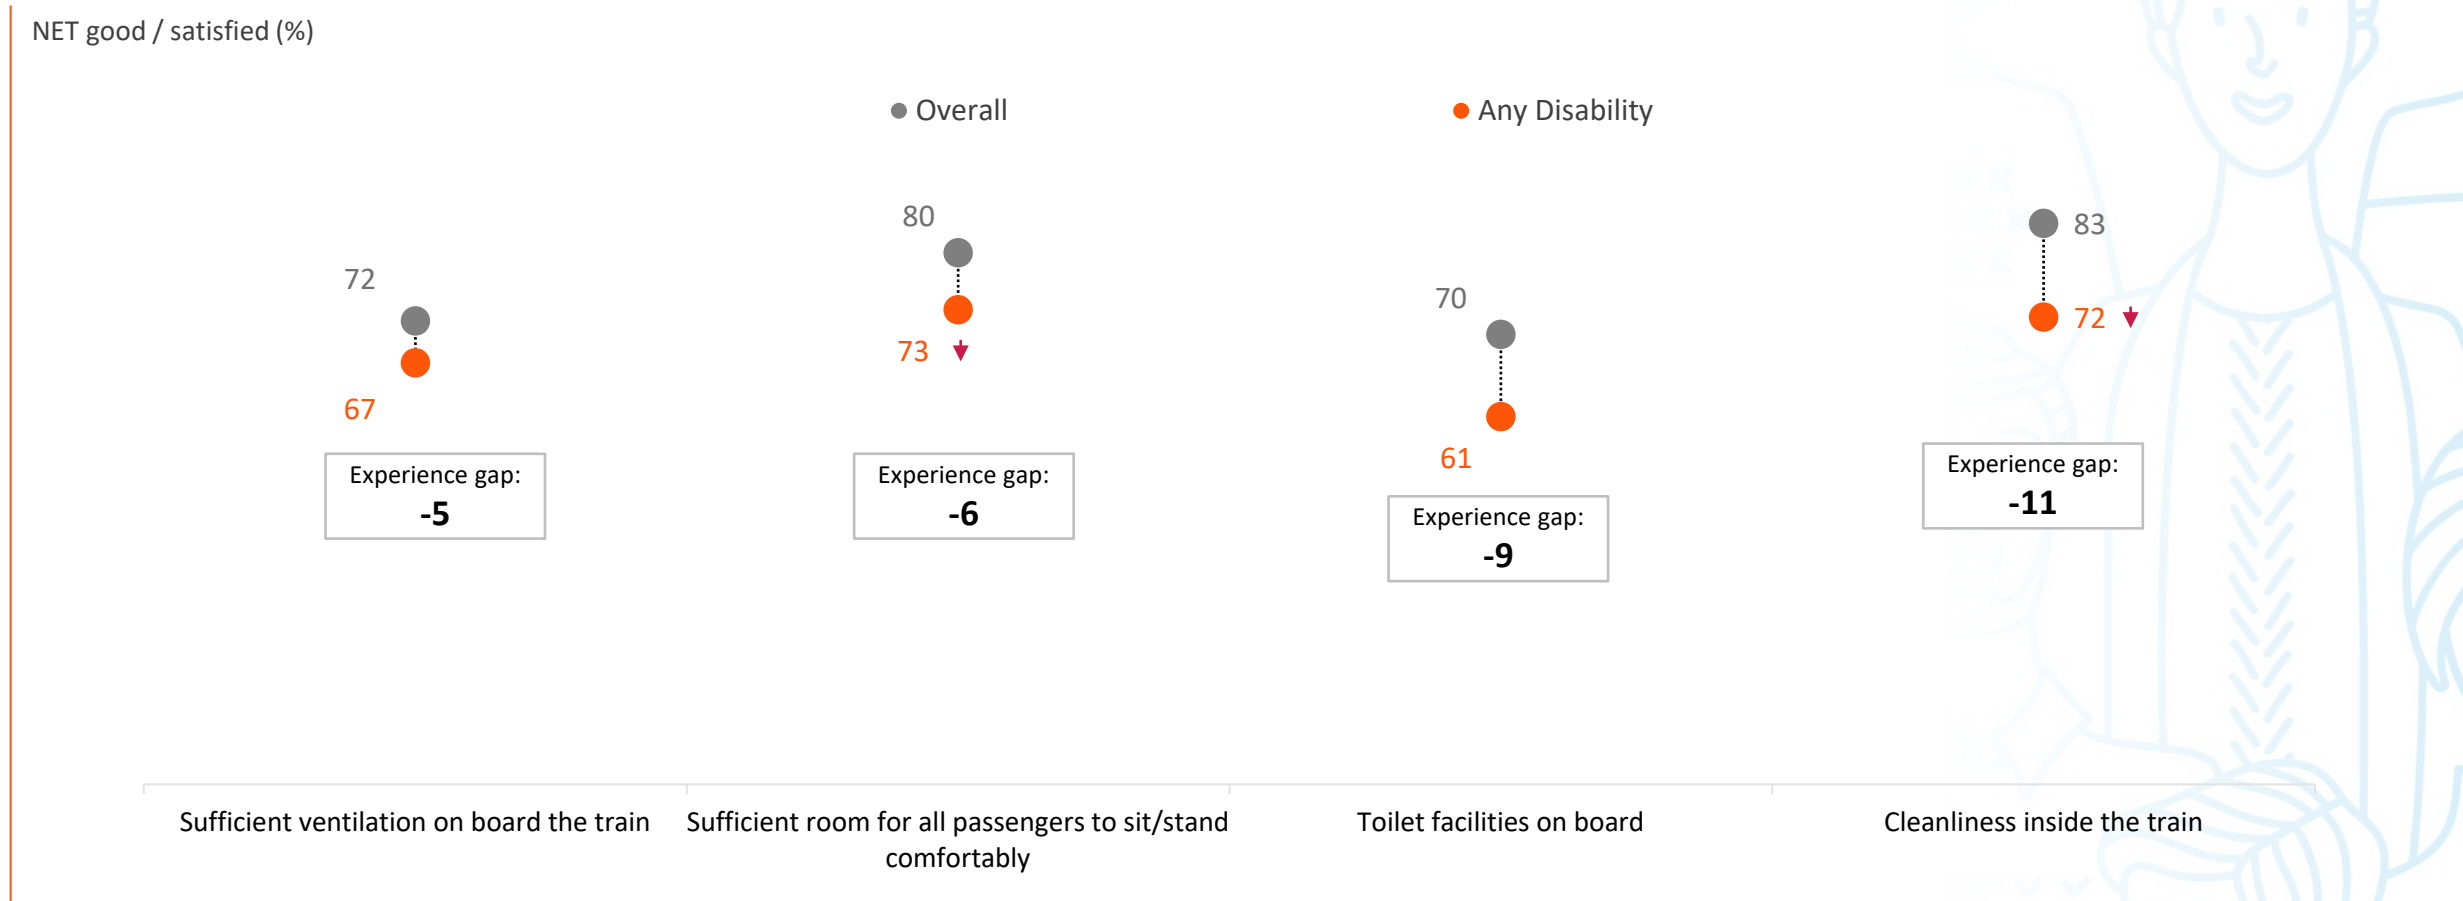 NET good / satisfied (%)
Overall
Any Disability
72
67
Experience gap:
-5
80
73
Experience gap:
-6
70
61
Experience gap:
-9
83
72
Experience gap:
-11
Sufficient ventilation on board the train
Sufficient room for all passengers to sit/stand
comfortably
Toilet facilities on board
Cleanliness inside the train